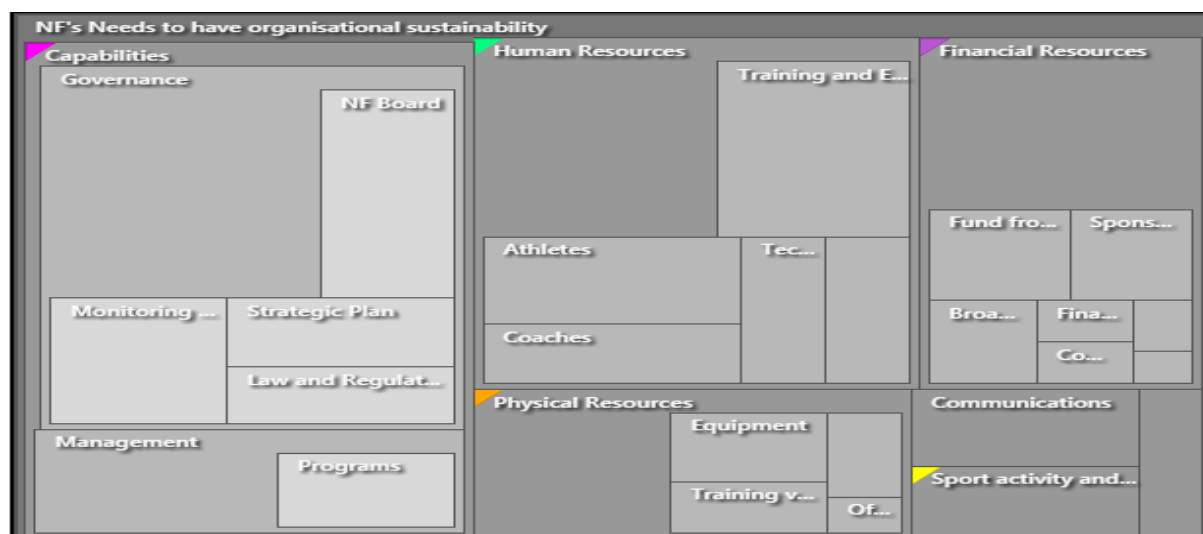 NF's Needs to have organisational sustainability
Capabilities
Governance
NF Board
Monitoring ...
Strategic Plan
Law and Regulat...
Management
Programs
Human Resources
Training and E...
Athletes
Tec...
Coaches
Physical Resources
Equipment
Training v...
Of...
Financial Resources
Fund fro...
Spons...
Broa...
Fina...
Co...
Communications
Sport activity and...